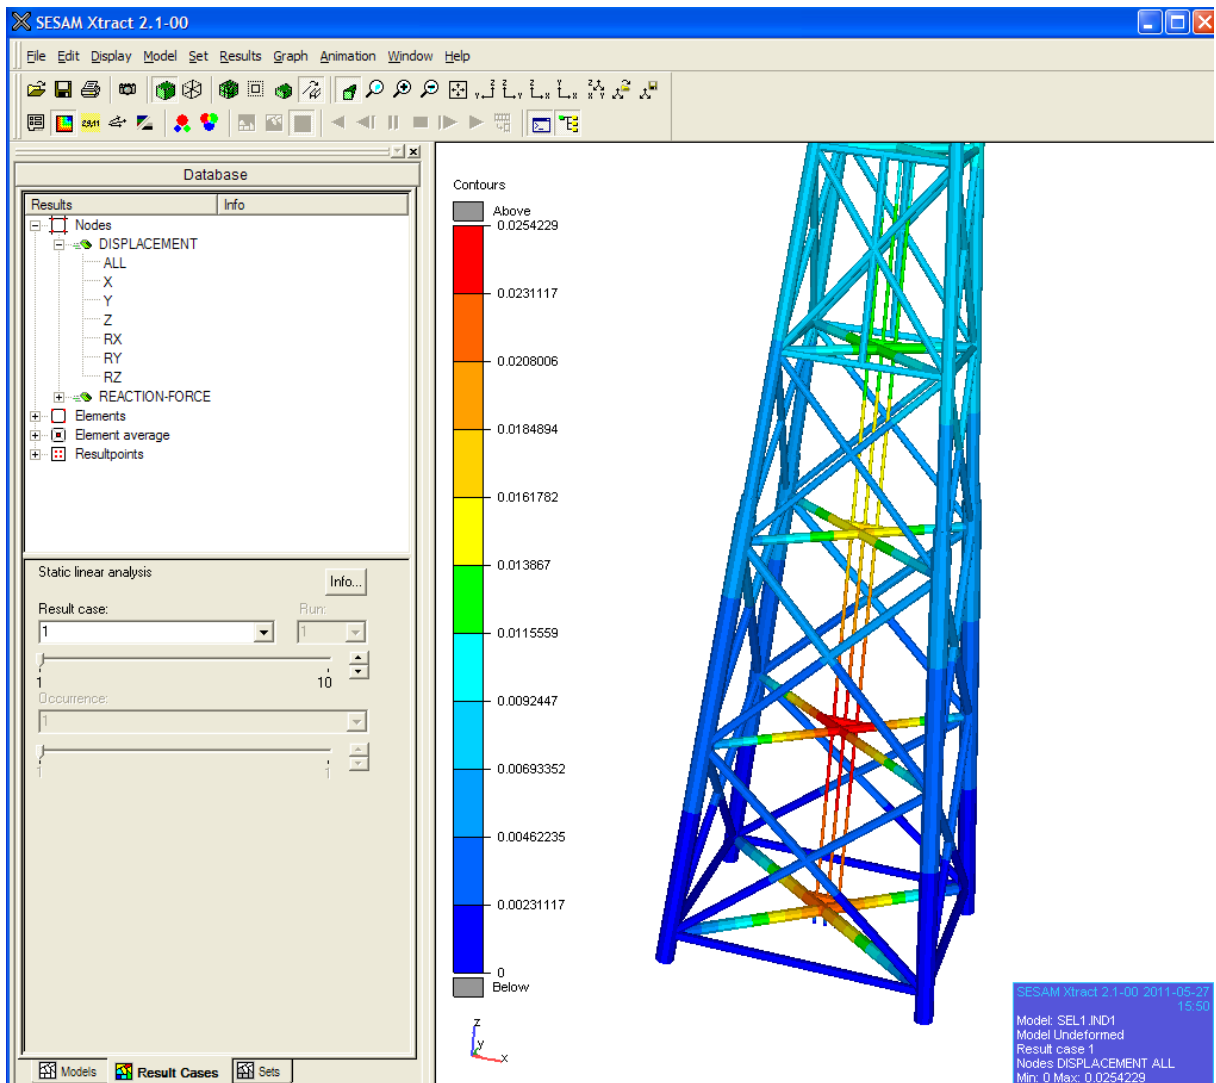 SESAM Xtract 2.1-00
File Edit Display Model Set Results Graph Animation Window Help
Database
Results Info
Nodes
DISPLACEMENT
ALL
X
Y
Z
RX
RY
RZ
REACTION-FORCE
Elements
Element average
Resultpoints
Static linear analysis
Info...
Result case: Run:
1 1
1 10
Occurrence:
1
1 1
Models Result Cases Sets
Contours
Above
0.0254229
0.0231117
0.0208006
0.0184894
0.0161782
0.013867
0.0115559
0.0092447
0.00693352
0.00462235
0.00231117
0
Below
Z
Y
X
SESAM Xtract 2.1-00 2011-05-27
15:50
Model: SEL1.IND1
Model Undeformed
Result case 1
Nodes DISPLACEMENT ALL
Min: 0 Max: 0.0254229